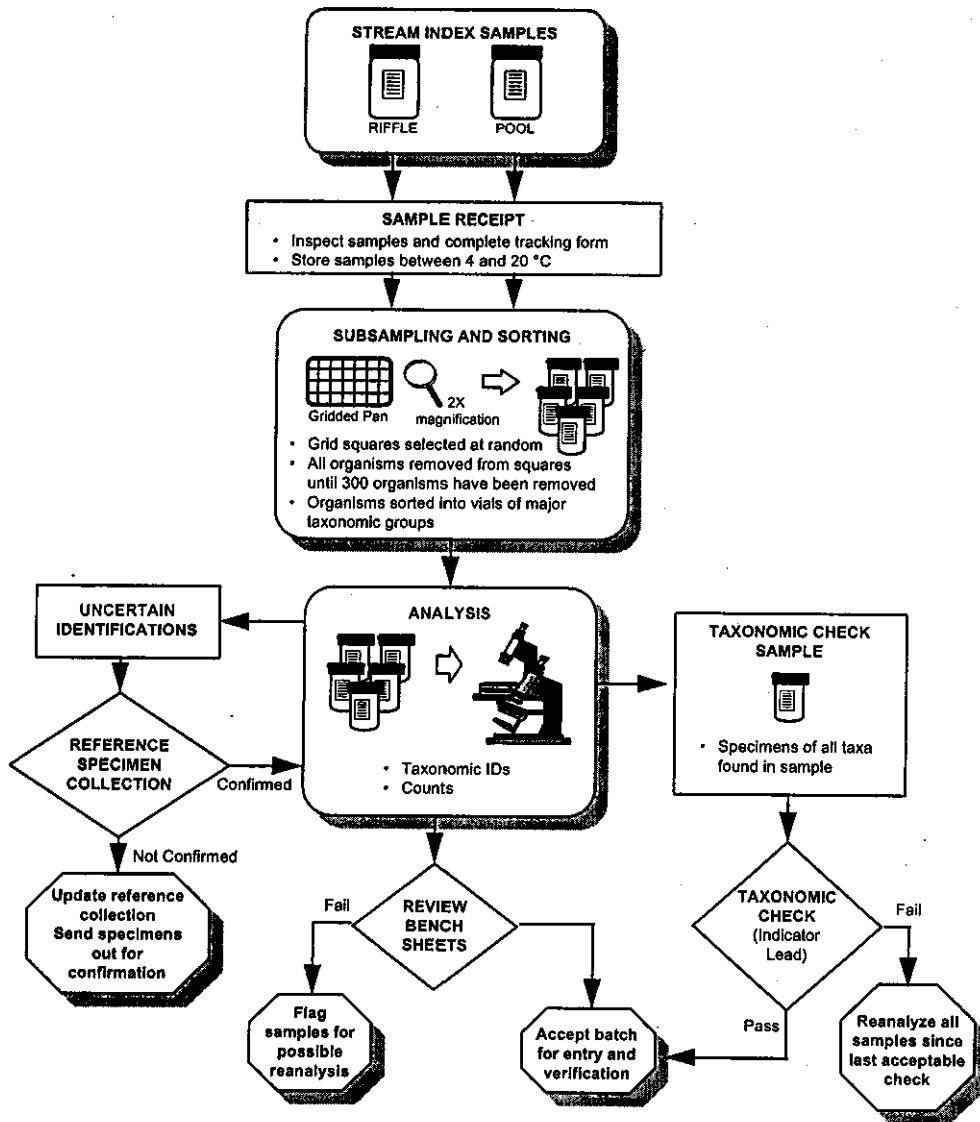 STREAM INDEX SAMPLES
RIFFLE
POOL
SAMPLE RECEIPT
• Inspect samples and complete tracking form
• Store samples between 4 and 20 °C
SUBSAMPLING AND SORTING
Gridded Pan
2X
magnification
• Grid squares selected at random
• All organisms removed from squares
until 300 organisms have been removed
• Organisms sorted into vials of major
taxonomic groups
UNCERTAIN
IDENTIFICATIONS
ANALYSIS
• Taxonomic IDs
• Counts
TAXONOMIC CHECK
SAMPLE
• Specimens of all taxa
found in sample
REFERENCE
SPECIMEN
COLLECTION
Confirmed
Not Confirmed
Update reference
collection
Send specimens
out for
confirmation
REVIEW
BENCH
SHEETS
Fail
Flag
samples for
possible
reanalysis
Accept batch
for entry and
verification
TAXONOMIC
CHECK
(Indicator
Lead)
Fail
Pass
Reanalyze all
samples since
last acceptable
check